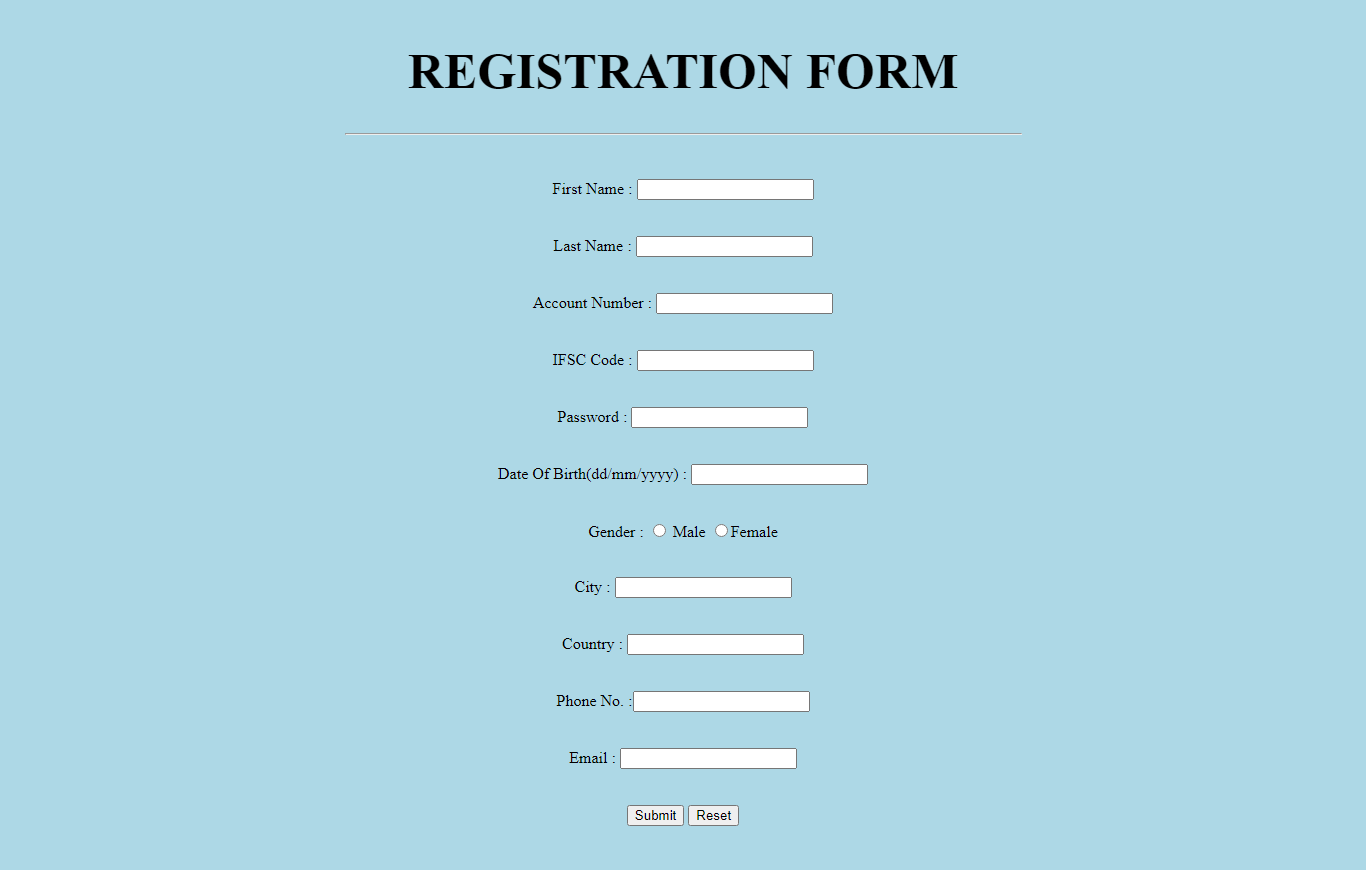 REGISTRATION FORM
First Name :
Last Name :
Account Number :
IFSC Code :
Password :
Date Of Birth(dd/mm/yyyy) :
Gender : Male Female
City :
Country :
Phone No. :
Email :
Submit Reset